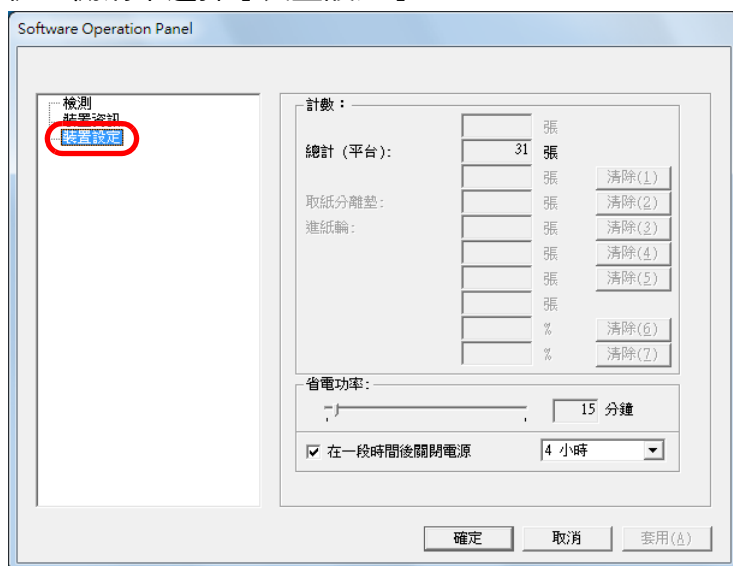 Software Operation Panel
檢測
裝置資訊
裝置設定
計數：
張
總計 (平台): 31 張
張 清除(1)
取紙分離墊: 張 清除(2)
進紙輪: 張 清除(3)
張 清除(4)
張 清除(5)
張
% 清除(6)
% 清除(7)
省電功率:
15 分鐘
在一段時間後關閉電源 4 小時
確定 取消 套用(A)